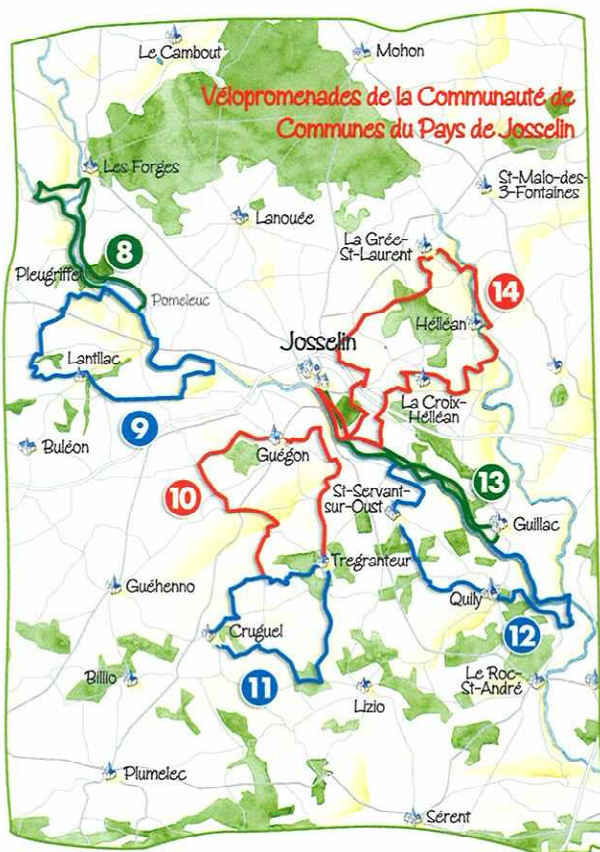 Le Cambout
Mohon
Vélopromenades de la Communauté de
Communes du Pays de Josselin
Les Forges
St-Malo-des-
3-Fontaines
Lanouée
La Grée-
St-Laurent
8
Pleugriffet
Pomeleuc
14
Héliéan
Josselin
Lantillac
La Croix-
Héliéan
9
Buléon
Guégon
10
St-Servant-
sur-Oust
13
Guillac
Tregranteur
Guéhenno
Quily
Cruguel
12
Billio
11
Le Roc-
St-André
Lizio
Plumelec
Sérent